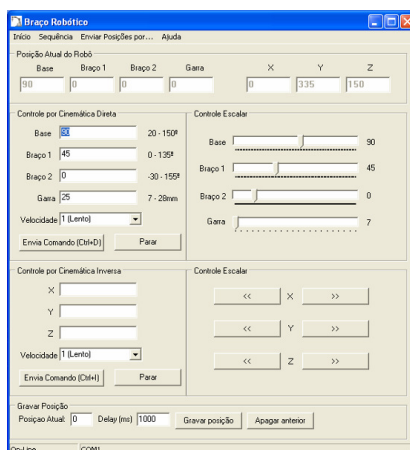 Braço Robótico
Início Sequência Enviar Posições por... Ajuda
Posição Atual do Robô
Base Braço 1 Braço 2 Garra X Y Z
90 0 0 0 0 335 150
Controle por Cinemática Direta
Base 90 20 - 150º
Braço 1 45 0 - 135º
Braço 2 0 -30 - 155º
Garra 25 7 - 28mm
Velocidade 1 (Lento)
Envia Comando (Ctrl+D) Parar
Controle Escalar
Base 90
Braço 1 45
Braço 2 0
Garra 7
Controle por Cinemática Inversa
X
Y
Z
Velocidade 1 (Lento)
Envia Comando (Ctrl+I) Parar
Controle Escalar
<< X >>
<< Y >>
<< Z >>
Gravar Posição
Posiçao Atual: 0 Delay (ms) 1000 Gravar posição Apagar anterior
On-Line COM1